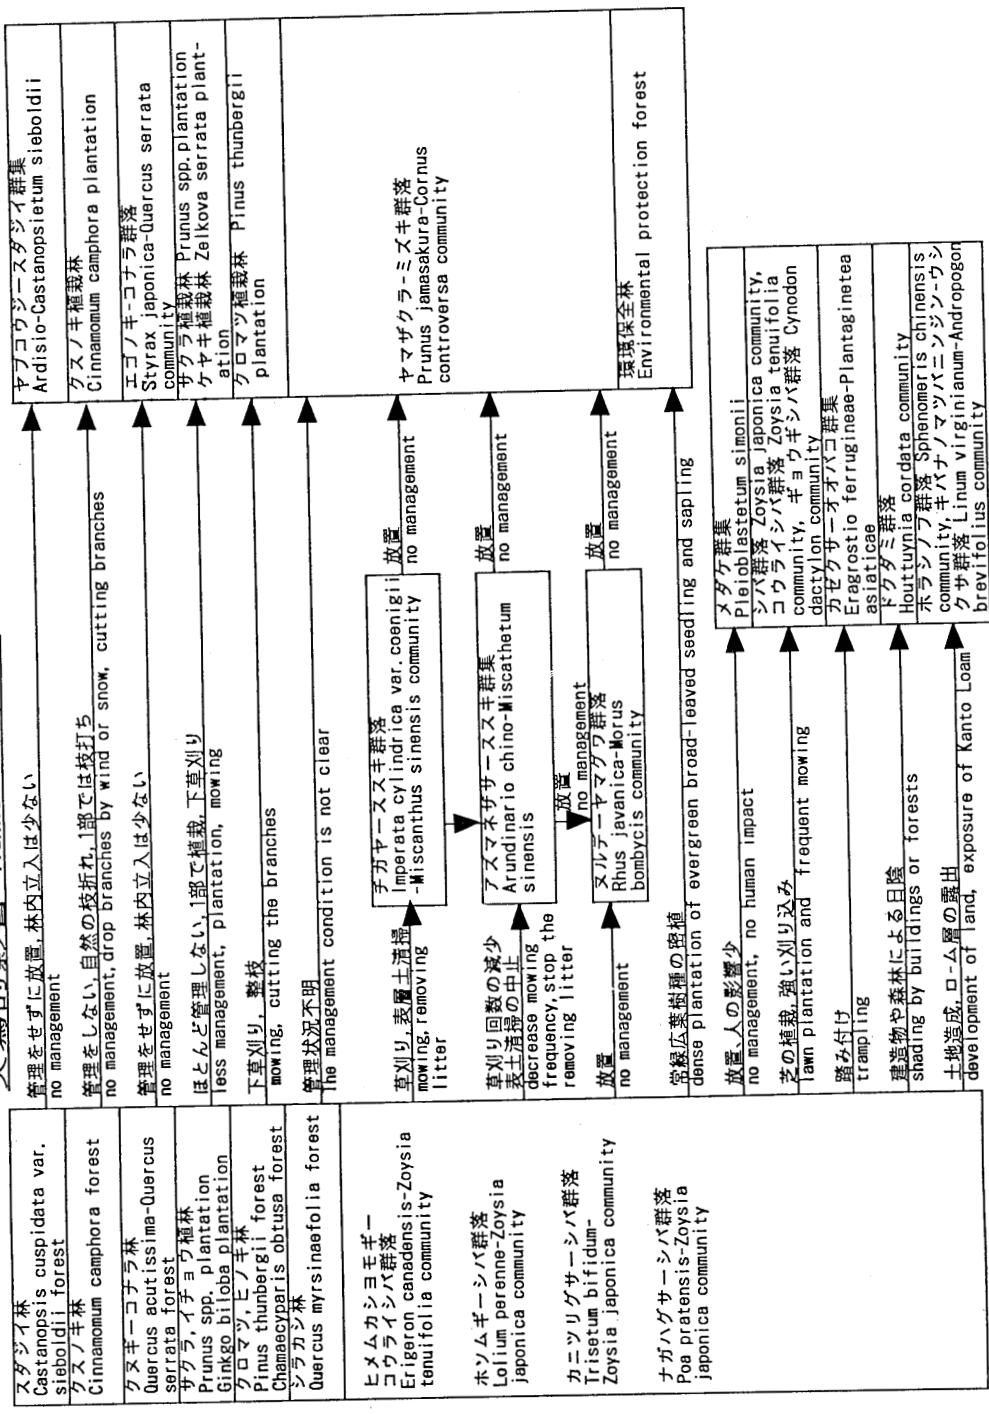 スダジイ林
Castanopsis cuspidata var.
sieboldii forest
クスノキ林
Cinnamomum camphora forest
クヌギーコナラ林
Quercus acutissima-Quercus
serrata forest
サクラ,イチョウ植林
Prunus spp. plantation
Ginkgo biloba plantation
クロマツ,ヒノキ林
Pinus thunbergii forest
Chamaecyparis obtusa forest
シラカシ林
Quercus myrsinaefolia forest
ヒメムカシヨモギー
コウライシバ群落
Erigeron canadensis-Zoysia
tenuifolia community
ホソムギーシバ群落
Lolium perenne-Zoysia
japonica community
カニツリグサーシバ群落
Trisetum bifidum-
Zoysia japonica community
ナガハグサーシバ群落
Poa pratensis-Zoysia
japonica community
管理をせずに放置,林内立入は少ない
no management
管理をしない,自然の枝折れ,1部では枝打ち
no management,drop branches by wind or snow, cutting branches
管理をせずに放置,林内立入は少ない
no management
ほとんど管理しない,1部で植栽,下草刈り
less management, plantation, mowing
下草刈り, 整枝
mowing, cutting the branches
管理状況不明
The management condition is not clear
草刈り,表層土清掃
mowing,removing
litter
草刈り回数の減少
表土清掃の中止
decrease mowing
frequency,stop the
removing litter
放置
no management
常緑広葉樹種の密植
dense plantation of evergreen broad-leaved seedling and sapling
放置、人の影響少
no management, no human impact
芝の植栽,強い刈り込み
lawn plantation and frequent mowing
踏み付け
trampling
建造物や森林による日陰
shading by buildings or forests
土地造成,ローム層の露出
development of land, exposure of Kanto Loam
チガヤースススキ群落
Imperata cylindrica var.coenigii
-Miscanthus sinensis community
アズマネザサーススキ群集
Arundinario chino-Miscathetum
sinensis
放置
no management
ヌルデーヤマグワ群落
Rhus javanica-Morus
bombycis community
放置
no management
放置
no management
放置
no management
ヤブコウジースダジイ群集
Ardisio-Castanopsietum sieboldii
クスノキ植栽林
Cinnamomum camphora plantation
エゴノキ-コナラ群落
Styrax japonica-Quercus serrata
community
サクラ植栽林 Prunus spp.plantation
ケヤキ植栽林 Zelkova serrata plant-
ation
クロマツ植栽林 Pinus thunbergii
plantation
ヤマザクラーミズキ群落
Prunus jamasakura-Cornus
controversa community
環境保全林
Environmental protection forest
メダケ群集
Pleioblastetum simonii
シバ群落 Zoysia japonica community,
コウライシバ群落 Zoysia tenuifolia
community, ギョウギシバ群落 Cynodon
dactylon community
カゼクサーオオバコ群集
Eragrostio ferrugineae-Plantaginetea
asiaticae
ドクダミ群落
Houttuynia cordata community
ホラシノブ群落 Sphenomeris chinensis
community,キバナノマツバニンジン-ウシ
クサ群落 Linum virginianum-Andropogon
brevifolius community